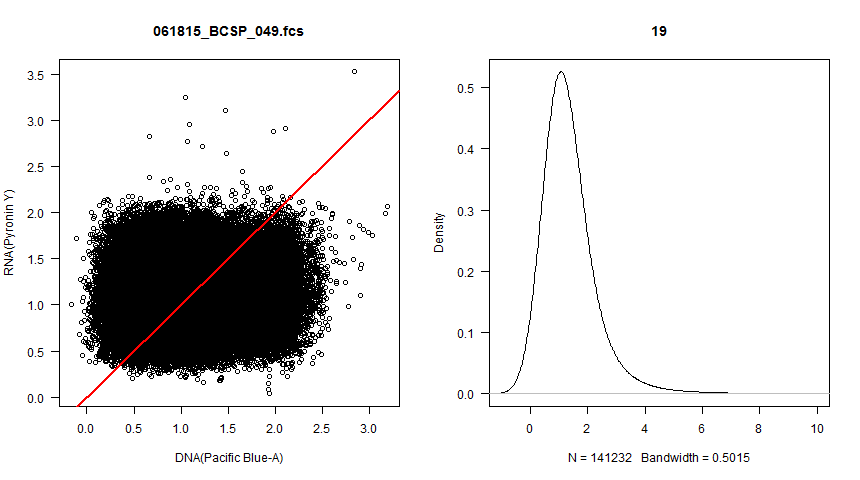 061815_BCSP_049.fcs
RNA(Pyronin Y)
3.5
3.0
2.5
2.0
1.5
1.0
0.5
0.0
0.0 0.5 1.0 1.5 2.0 2.5 3.0
DNA(Pacific Blue-A)
19
Density
0.5
0.4
0.3
0.2
0.1
0.0
0 2 4 6 8 10
N = 141232 Bandwidth = 0.5015